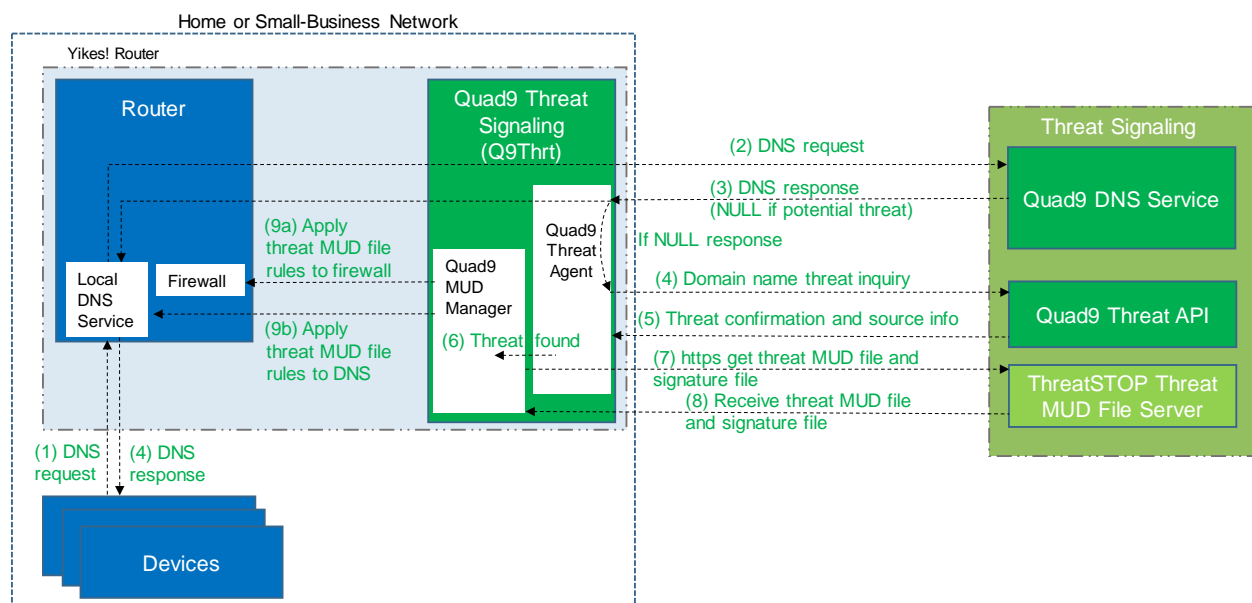 Home or Small-Business Network
Yikes! Router
Router
Quad9 Threat
Signaling
(Q9Thrt)
Threat Signaling
(2) DNS request
(3) DNS response
(NULL if potential threat)
Quad9 DNS Service
(9a) Apply
threat MUD file
rules to firewall
Quad9
Threat
Agent
If NULL response
Local
DNS
Service
Firewall
Quad9
MUD
Manager
(4) Domain name threat inquiry
Quad9 Threat API
(5) Threat confirmation and source info
(9b) Apply
threat MUD file
rules to DNS
(6) Threat found
(7) https get threat MUD file and
signature file
ThreatSTOP Threat
MUD File Server
(8) Receive threat MUD file
and signature file
(1) DNS
request
(4) DNS
response
Devices